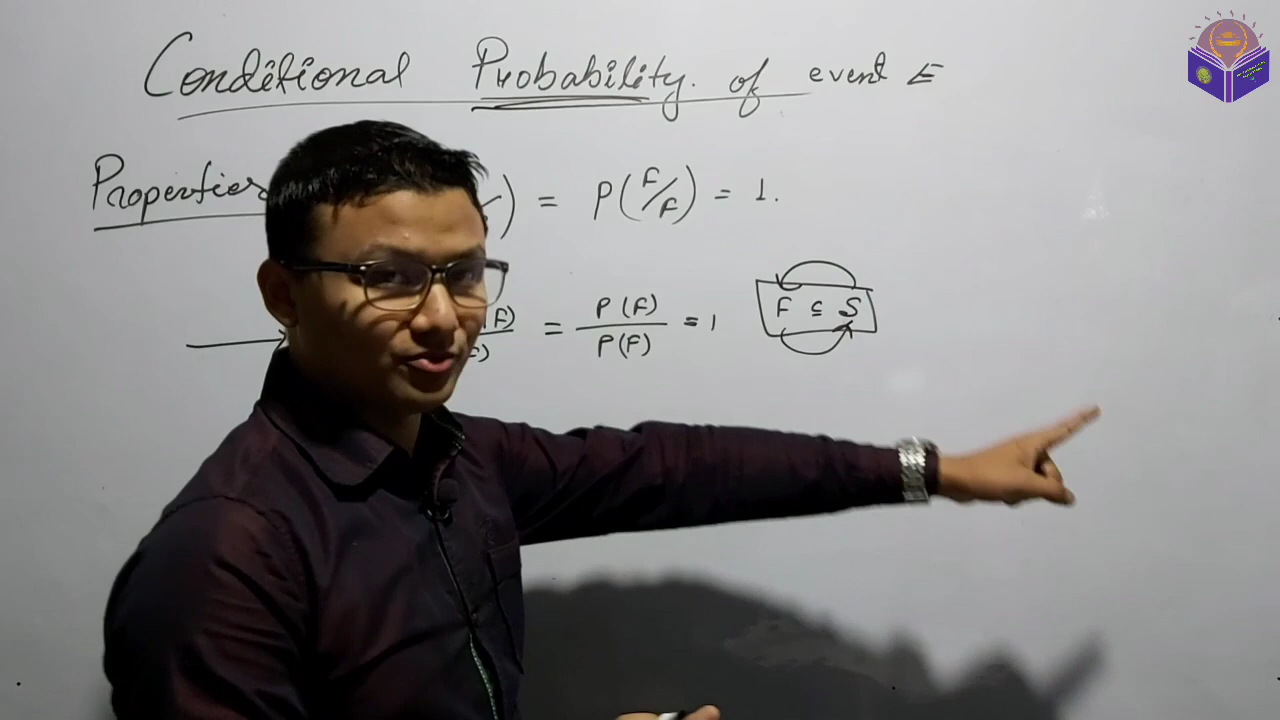 Conditional Probability. of event E
Properties ) = P(F/F) = 1.
(F) = P(F)/P(F) = 1 F ⊆ S